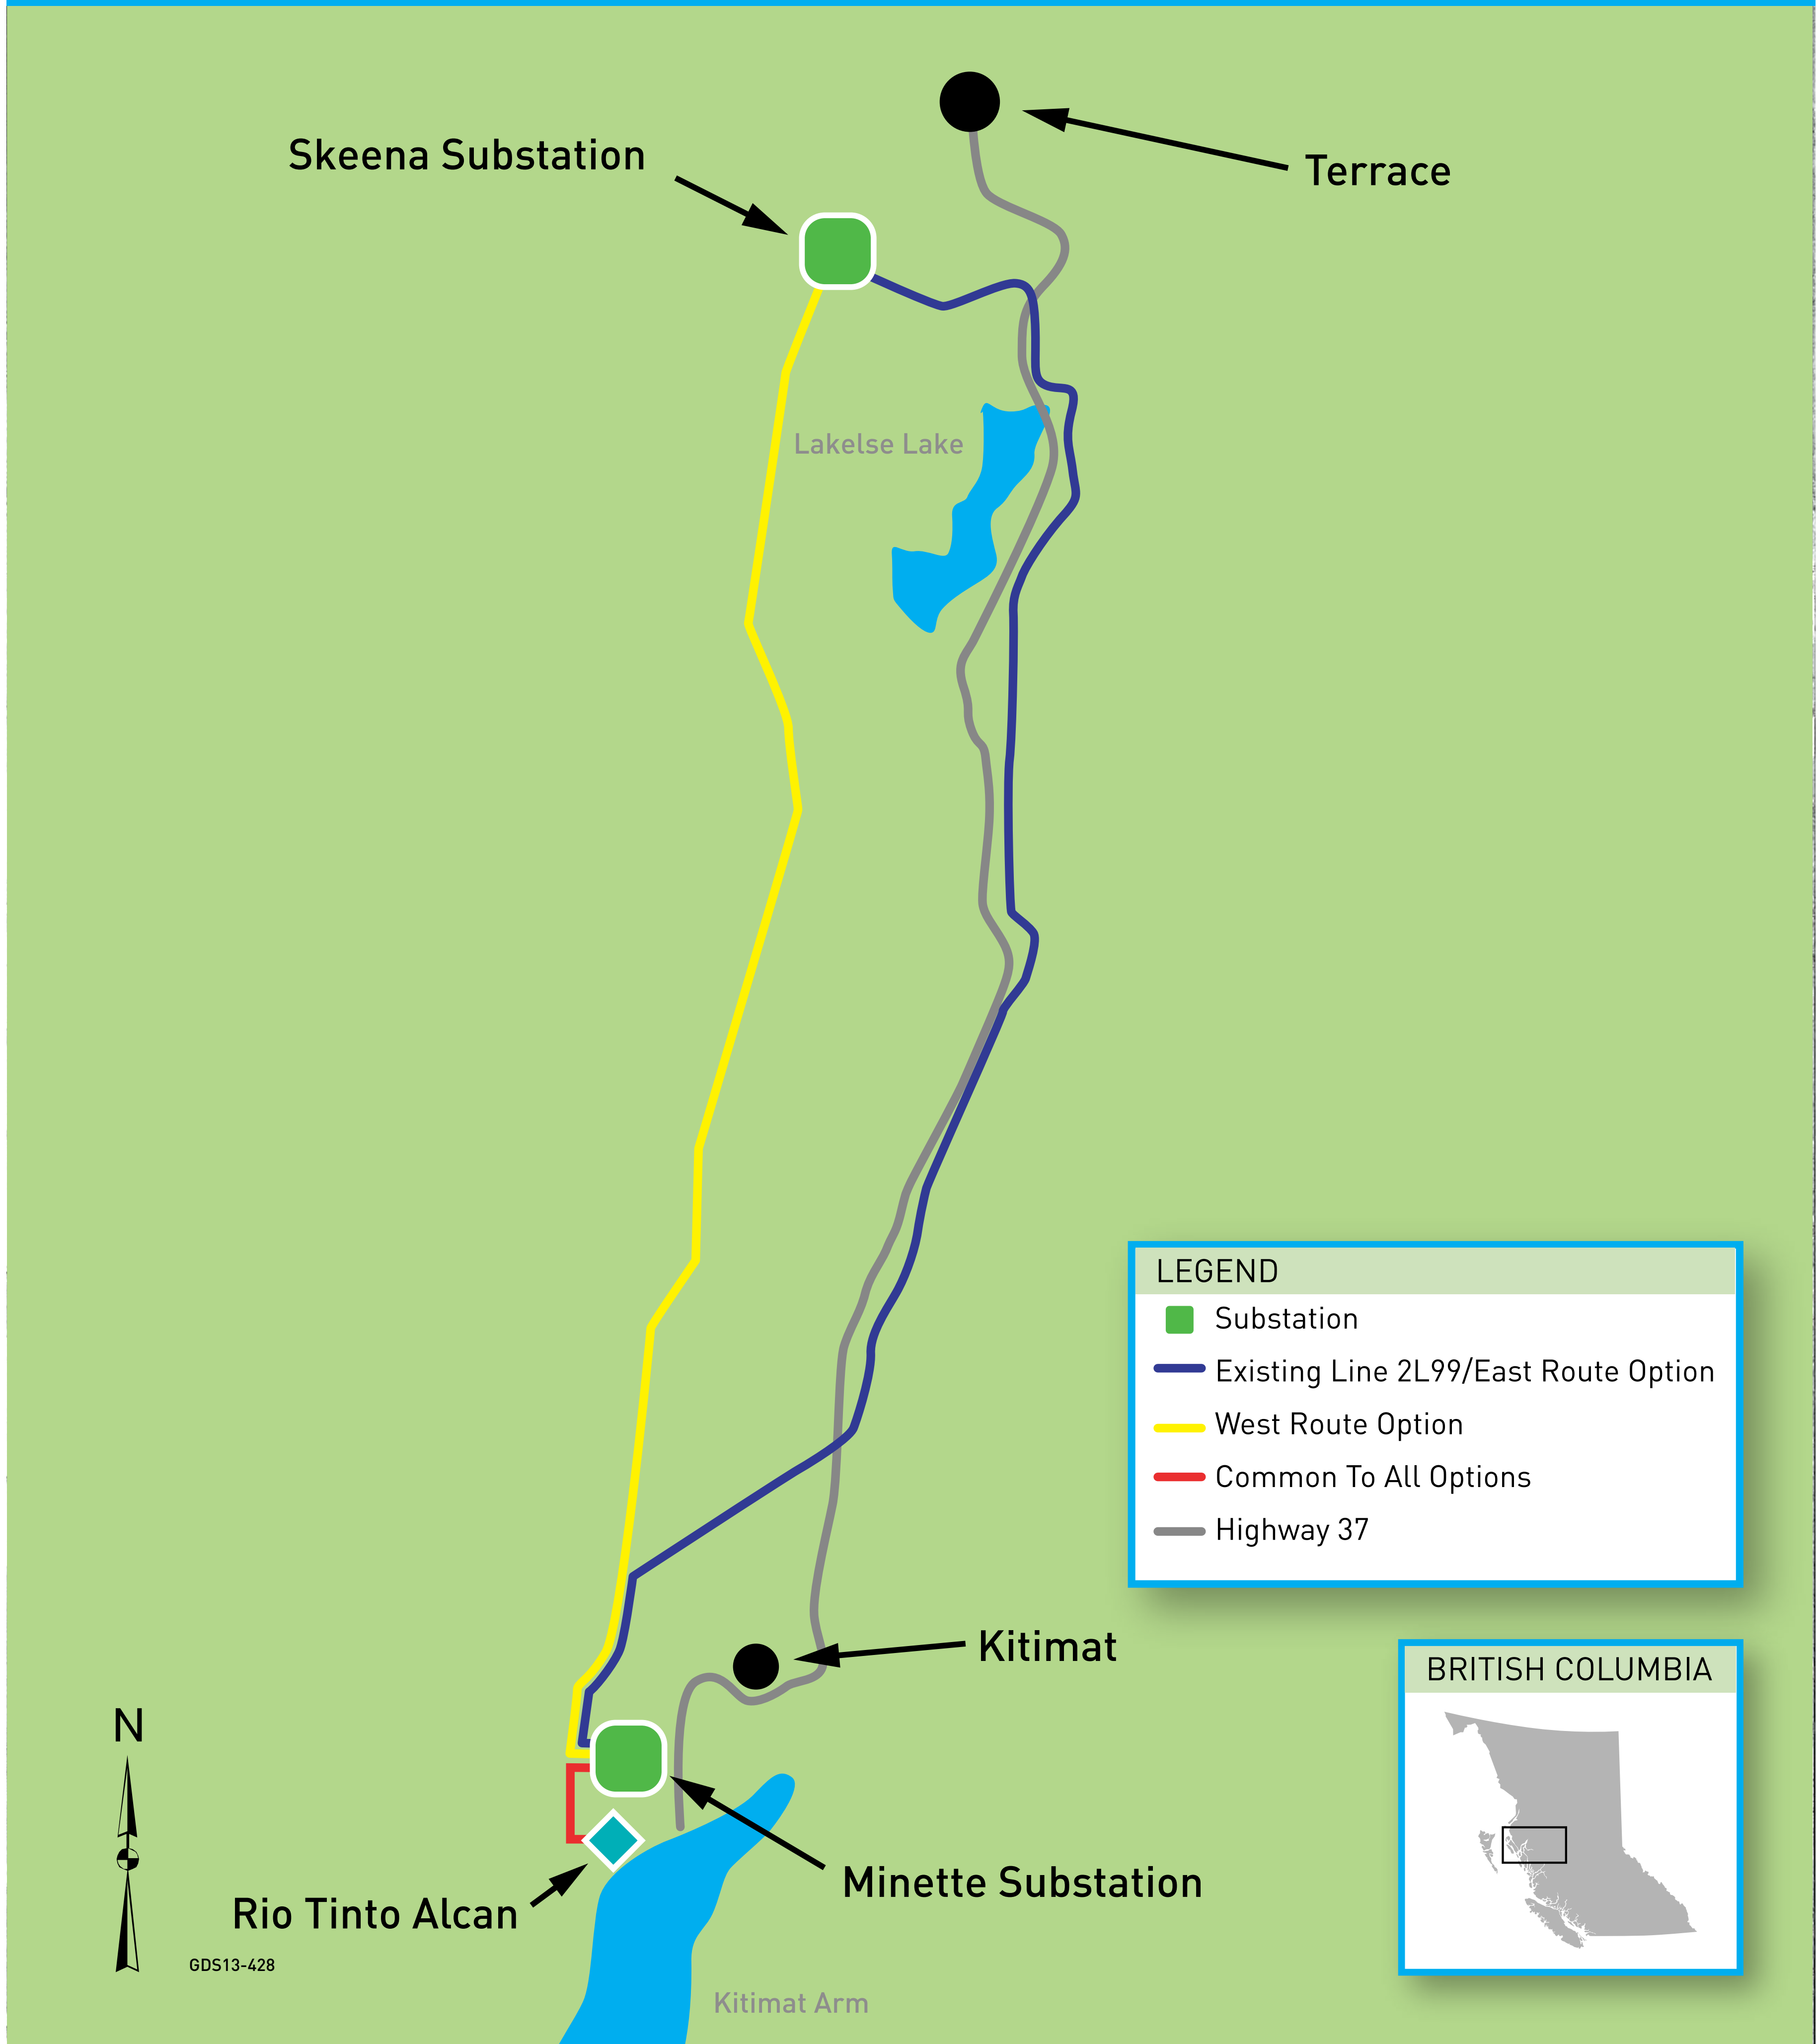 Skeena Substation
Terrace
Lakelse Lake
LEGEND
Substation
Existing Line 2L99/East Route Option
West Route Option
Common To All Options
Highway 37
Kitimat
BRITISH COLUMBIA
N
Minette Substation
Rio Tinto Alcan
GDS13-428
Kitimat Arm